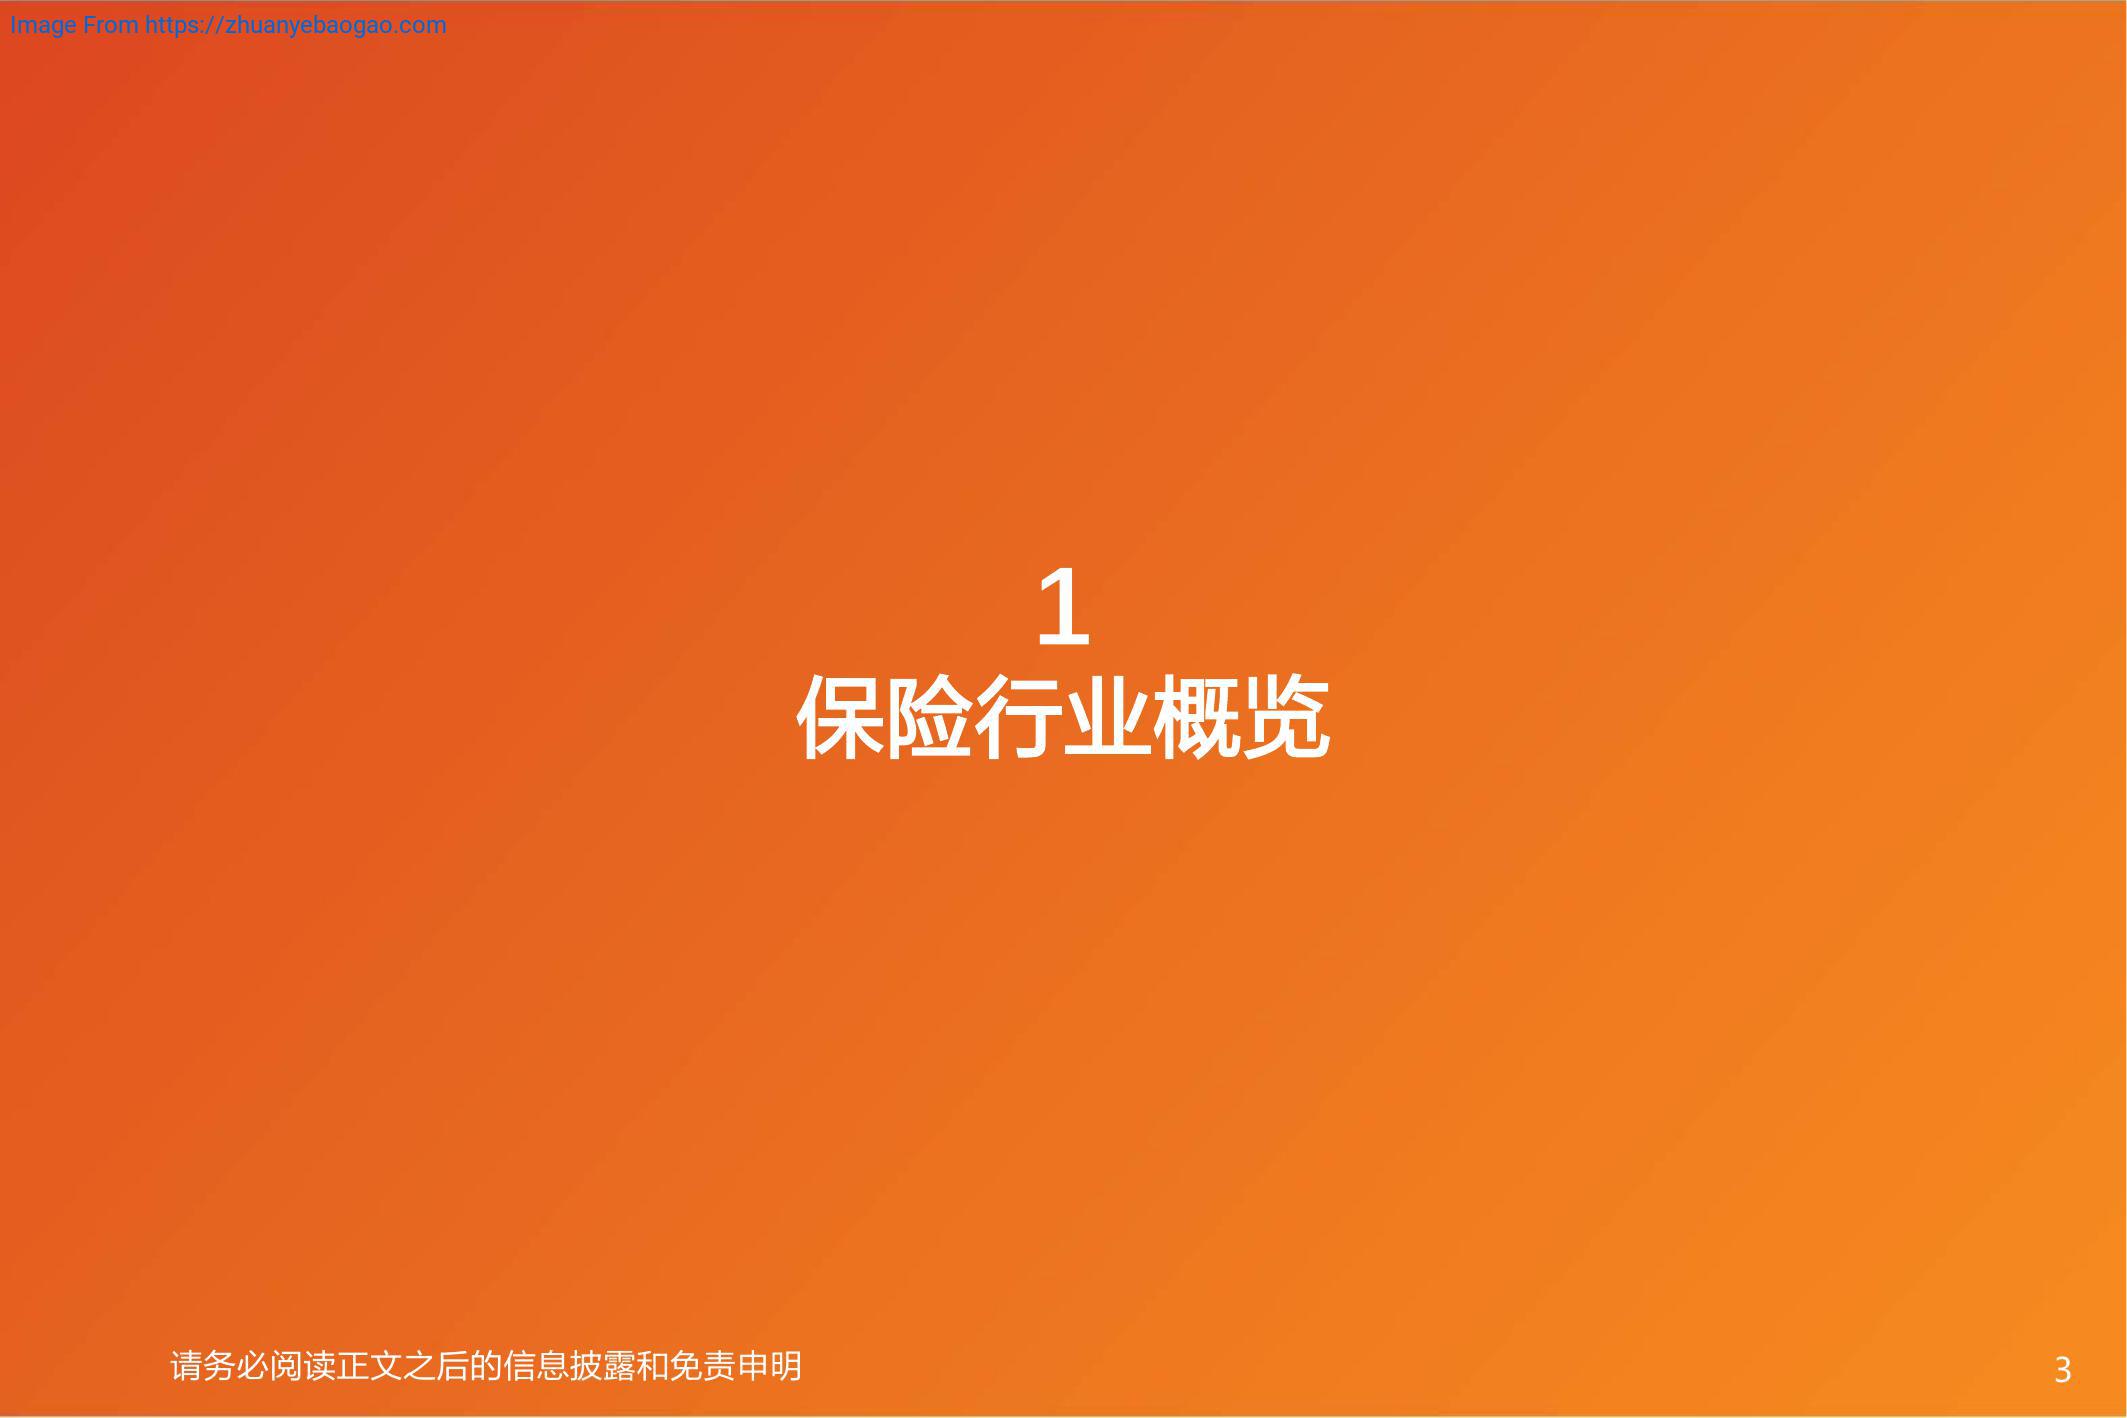 Image From https://zhuanyebaogao.com
1
保险行业概览
请务必阅读正文之后的信息披露和免责申明
3